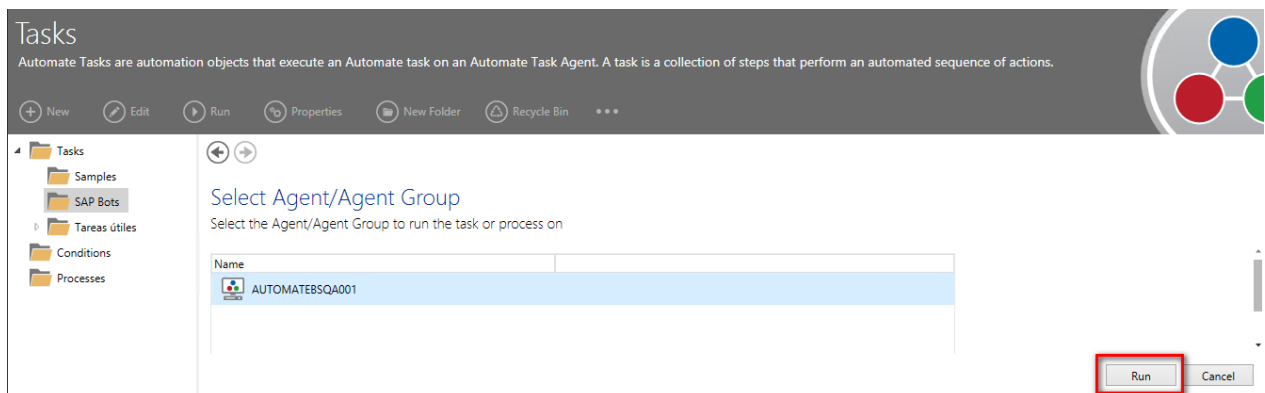 Tasks
Automate Tasks are automation objects that execute an Automate task on an Automate Task Agent. A task is a collection of steps that perform an automated sequence of actions.
New Edit Run Properties New Folder Recycle Bin
Tasks
Samples
SAP Bots
Tareas útiles
Conditions
Processes
Select Agent/Agent Group
Select the Agent/Agent Group to run the task or process on
Name
AUTOMATEBSQA001
Run Cancel